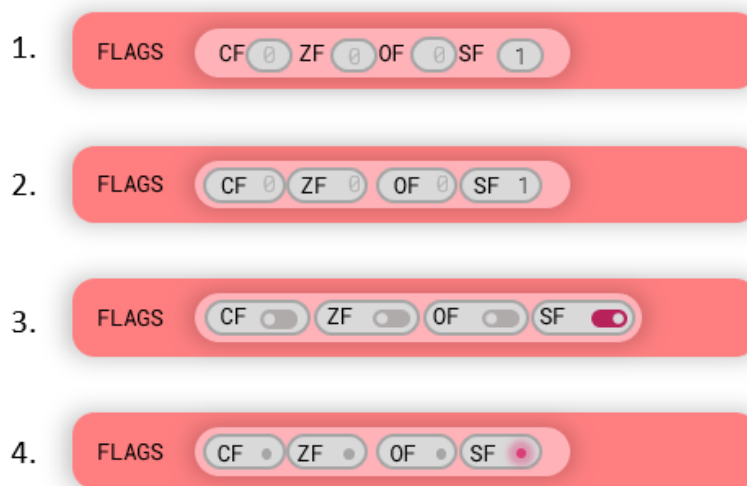 1. FLAGS CF 0 ZF 0 OF 0 SF 1
2. FLAGS CF 0 ZF 0 OF 0 SF 1
3. FLAGS CF ZF OF SF
4. FLAGS CF ZF OF SF